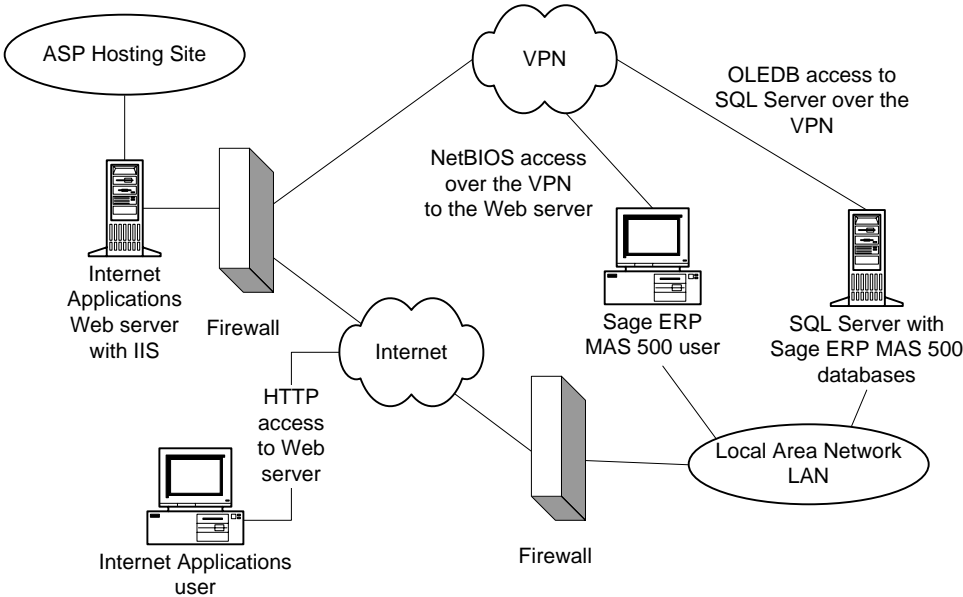 ASP Hosting Site
VPN
OLEDB access to
SQL Server over the
VPN
NetBIOS access
over the VPN
to the Web server
Internet
Applications
Web server
with IIS
Firewall
Internet
Sage ERP
MAS 500 user
SQL Server with
Sage ERP MAS 500
databases
HTTP
access
to Web
server
Local Area Network
LAN
Internet Applications
user
Firewall